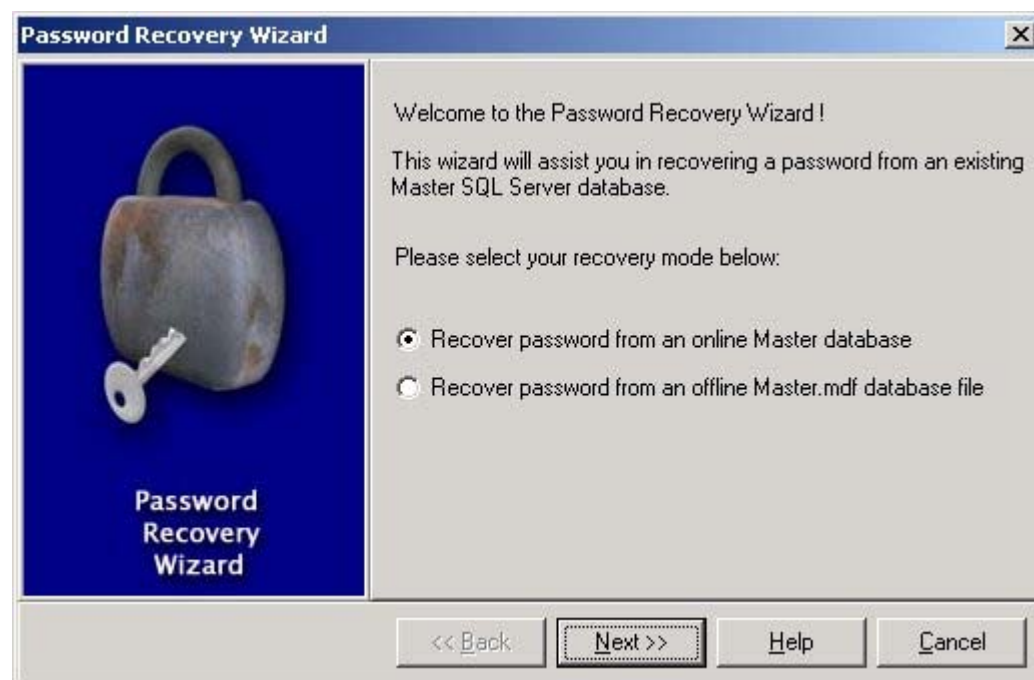 Password Recovery Wizard
Welcome to the Password Recovery Wizard !
This wizard will assist you in recovering a password from an existing
Master SQL Server database.
Please select your recovery mode below:
Recover password from an online Master database
Recover password from an offline Master.mdf database file
Password
Recovery
Wizard
<< Back
Next >>
Help
Cancel